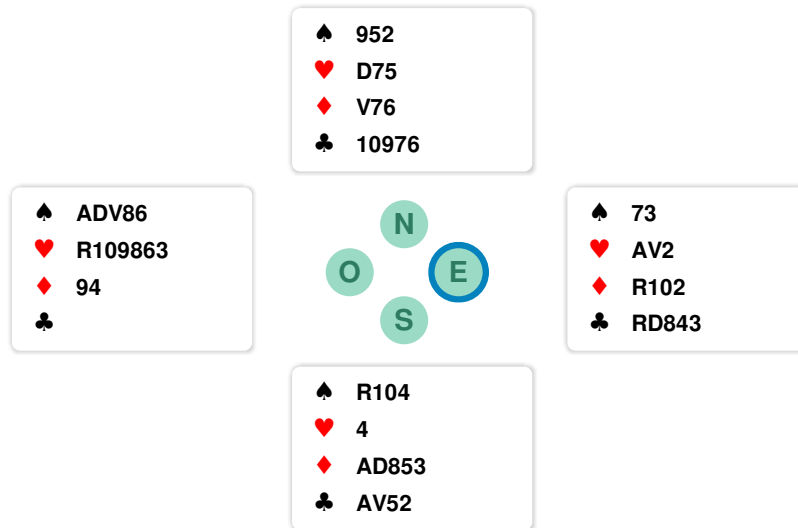 ♠ 952
♥ D75
♦ V76
♣ 10976
♠ ADV86
♥ R109863
♦ 94
♣
N
O E
S
♠ 73
♥ AV2
♦ R102
♣ RD843
♠ R104
♥ 4
♦ AD853
♣ AV52